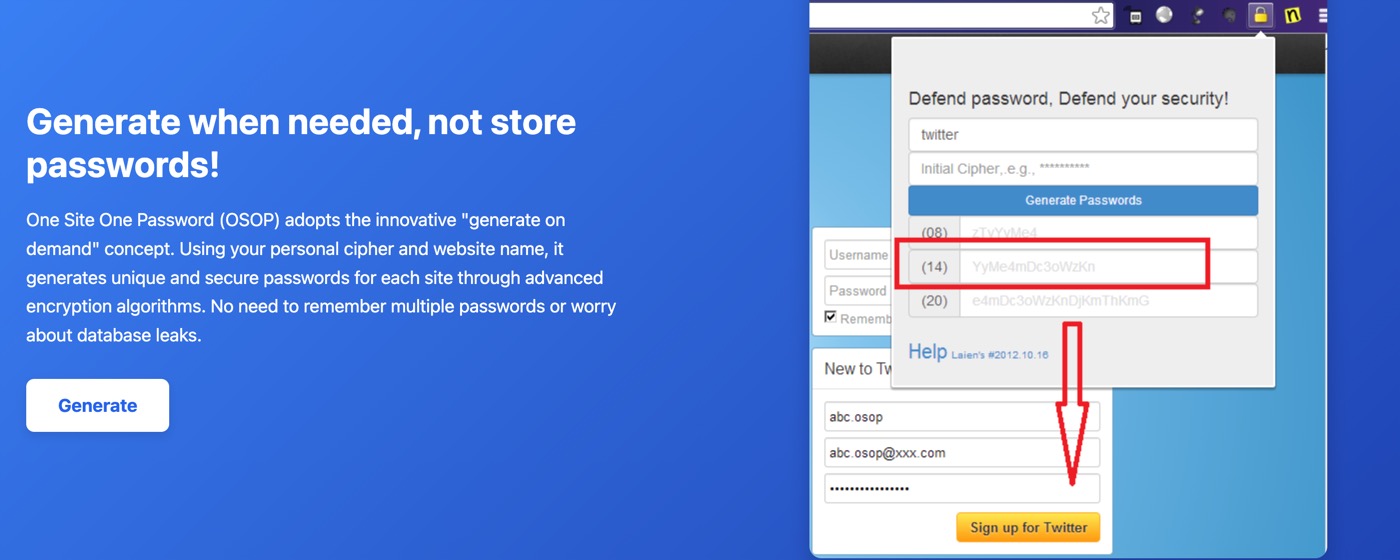 Generate when needed, not store
passwords!
One Site One Password (OSOP) adopts the innovative "generate on
demand" concept. Using your personal cipher and website name, it
generates unique and secure passwords for each site through advanced
encryption algorithms. No need to remember multiple passwords or worry
about database leaks.
Generate
Defend password, Defend your security!
twitter
Initial Cipher,.e.g., **********
Generate Passwords
(08) zTyYyMe4
(14) YyMe4mDc3oWzKn
(20) e4mDc3oWzKnDjKmThKmG
Help Laien's #2012.10.16
Username
Password
Rememb
New to Tw
abc.osop
abc.osop@xxx.com
••••••••••••••••
Sign up for Twitter